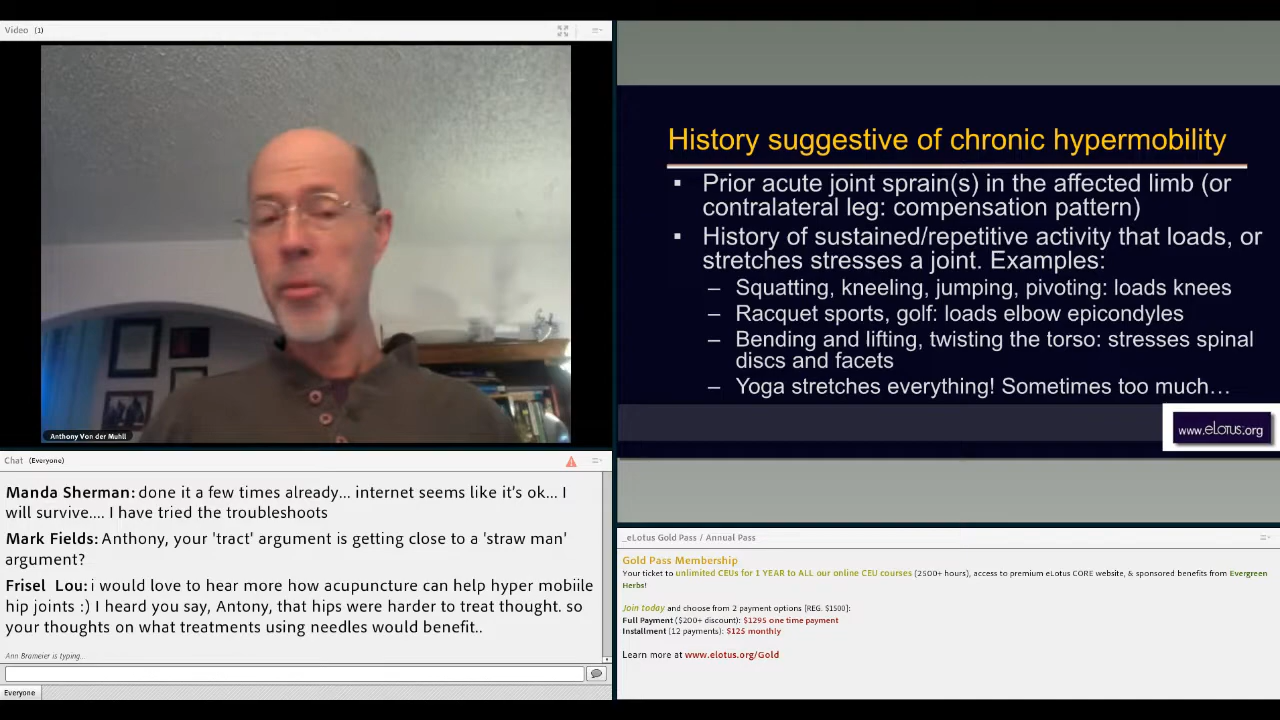 Video (1)
Anthony Von der Muhll
Chat (Everyone)
Manda Sherman: done it a few times already... internet seems like it's ok... I
will survive.... I have tried the troubleshoots
Mark Fields: Anthony, your 'tract' argument is getting close to a 'straw man'
argument?
Frisel Lou: i would love to hear more how acupuncture can help hyper mobiile
hip joints :) I heard you say, Antony, that hips were harder to treat thought. so
your thoughts on what treatments using needles would benefit..
Ann Brameier is typing...
Everyone
History suggestive of chronic hypermobility
▪ Prior acute joint sprain(s) in the affected limb (or
contralateral leg: compensation pattern)
▪ History of sustained/repetitive activity that loads, or
stretches stresses a joint. Examples:
– Squatting, kneeling, jumping, pivoting: loads knees
– Racquet sports, golf: loads elbow epicondyles
– Bending and lifting, twisting the torso: stresses spinal
discs and facets
– Yoga stretches everything! Sometimes too much…
www.eLotus.org
_eLotus Gold Pass / Annual Pass
Gold Pass Membership
Your ticket to unlimited CEUs for 1 YEAR to ALL our online CEU courses (2500+ hours), access to premium eLotus CORE website, & sponsored benefits from Evergreen
Herbs!
Join today and choose from 2 payment options [REG. $1500]:
Full Payment ($200+ discount): $1295 one time payment
Installment (12 payments): $125 monthly
Learn more at www.elotus.org/Gold